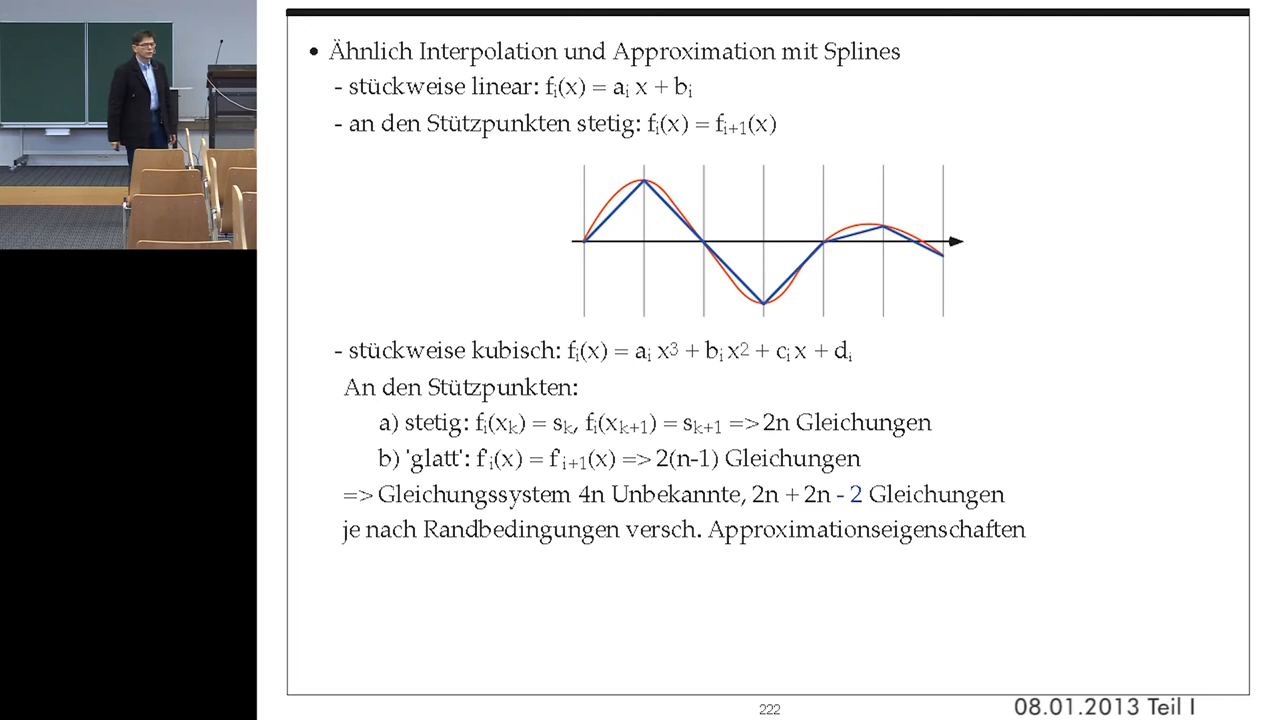 • Ähnlich Interpolation und Approximation mit Splines
- stückweise linear: fᵢ(x) = aᵢ x + bᵢ
- an den Stützpunkten stetig: fᵢ(x) = fᵢ₊₁(x)
- stückweise kubisch: fᵢ(x) = aᵢ x³ + bᵢ x² + cᵢ x + dᵢ
An den Stützpunkten:
a) stetig: fᵢ(xₖ) = sₖ, fᵢ(xₖ₊₁) = sₖ₊₁ => 2n Gleichungen
b) 'glatt': f'ᵢ(x) = f'ᵢ₊₁(x) => 2(n-1) Gleichungen
=> Gleichungssystem 4n Unbekannte, 2n + 2n - 2 Gleichungen
je nach Randbedingungen versch. Approximationseigenschaften
222
08.01.2013 Teil I